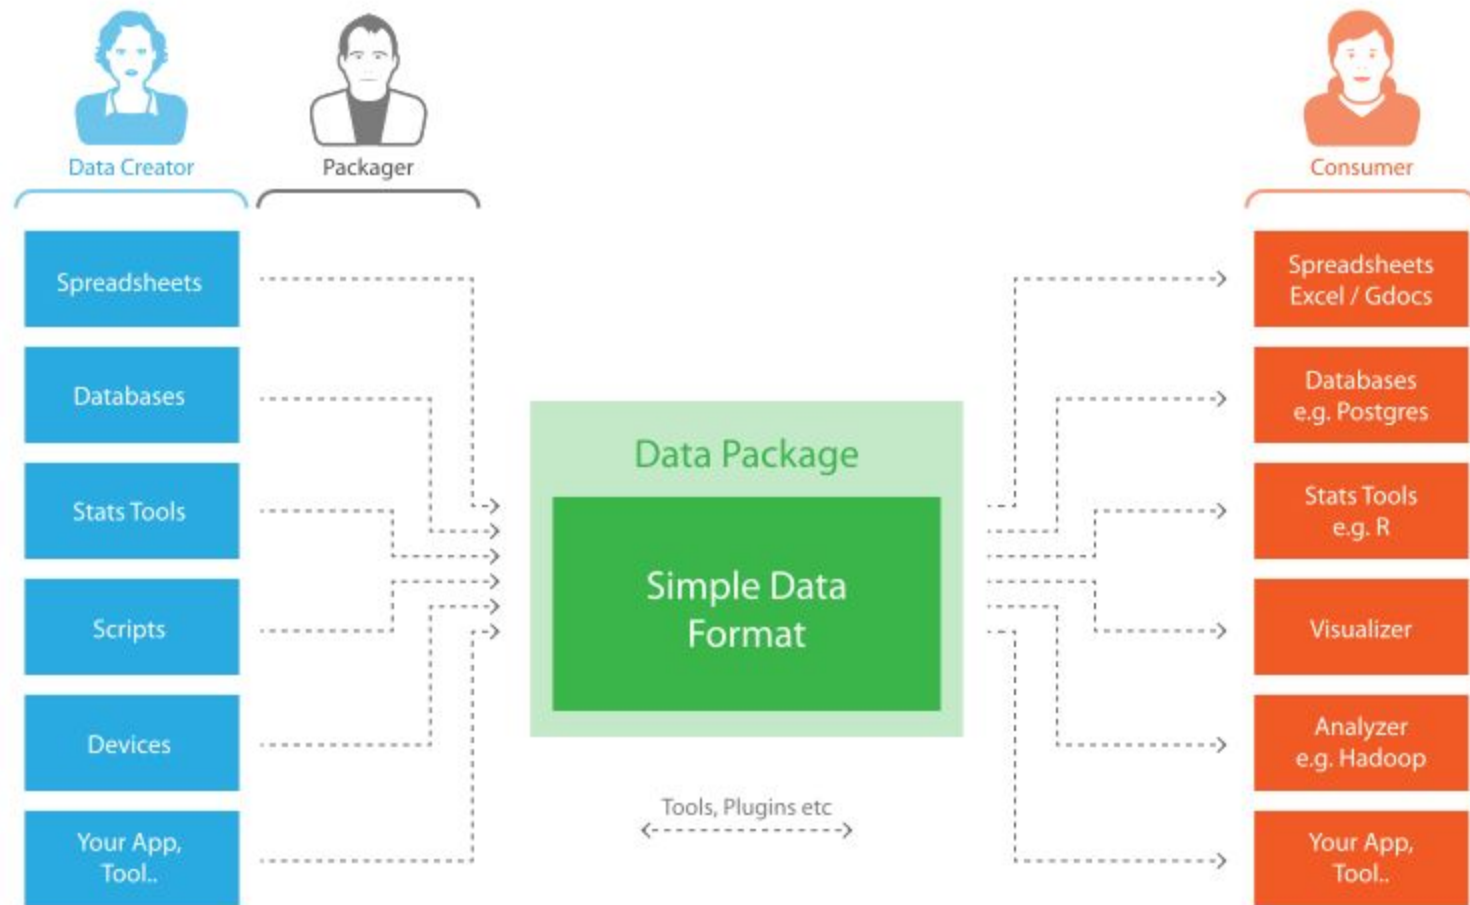 Data Creator
Packager
Consumer
Spreadsheets
Databases
Stats Tools
Scripts
Devices
Your App,
Tool..
Data Package
Simple Data
Format
Tools, Plugins etc
Spreadsheets
Excel / Gdocs
Databases
e.g. Postgres
Stats Tools
e.g. R
Visualizer
Analyzer
e.g. Hadoop
Your App,
Tool..